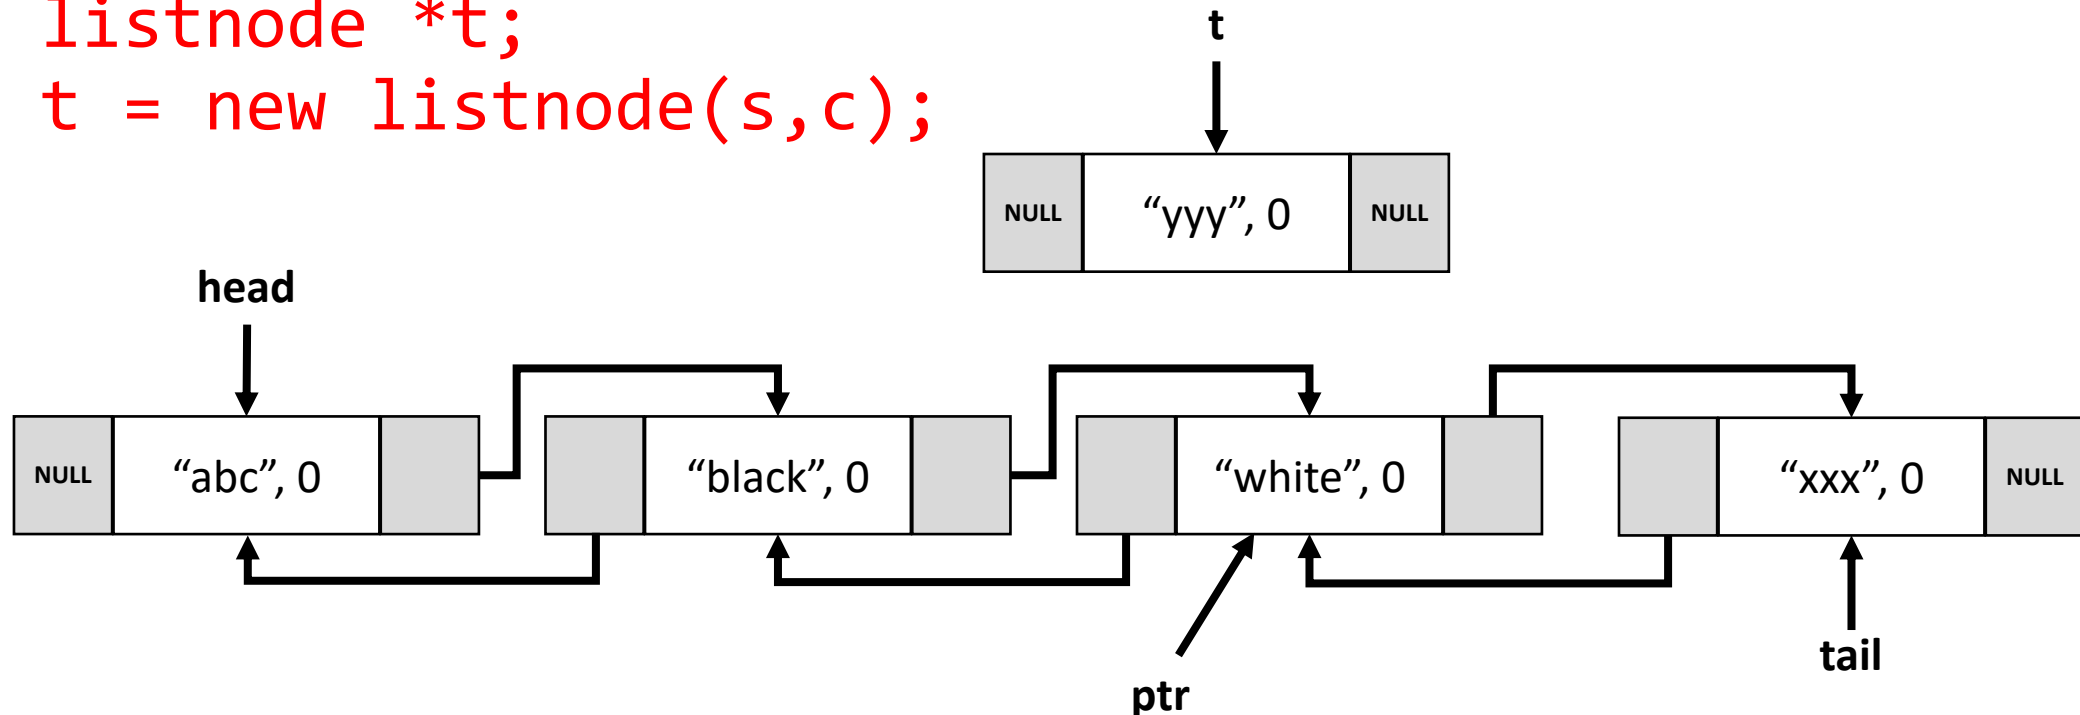 listnode *t;
t = new listnode(s,c);
t
NULL “yyy”, 0 NULL
head
NULL “abc”, 0 “black”, 0 “white”, 0 “xxx”, 0 NULL
tail
ptr